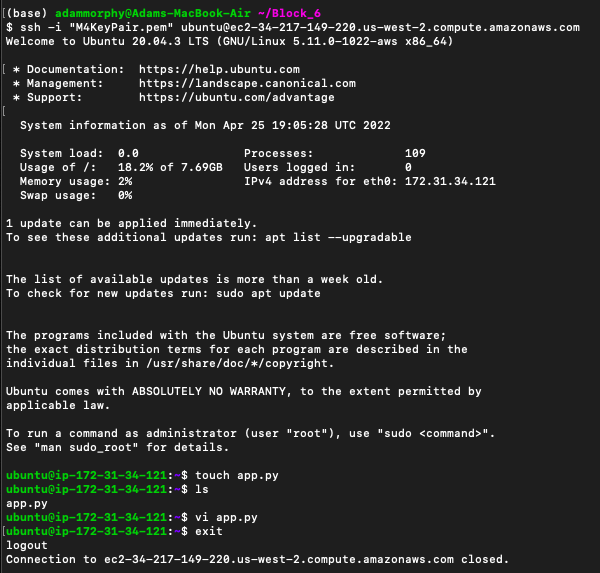 (base) adammorphy@Adams-MacBook-Air ~/Block_6
$ ssh -i "M4KeyPair.pem" ubuntu@ec2-34-217-149-220.us-west-2.compute.amazonaws.com
Welcome to Ubuntu 20.04.3 LTS (GNU/Linux 5.11.0-1022-aws x86_64)
[ * Documentation:  https://help.ubuntu.com
 * Management:     https://landscape.canonical.com
 * Support:        https://ubuntu.com/advantage
[
  System information as of Mon Apr 25 19:05:28 UTC 2022
  System load:  0.0               Processes:             109
  Usage of /:   18.2% of 7.69GB   Users logged in:       0
  Memory usage: 2%                IPv4 address for eth0: 172.31.34.121
  Swap usage:   0%
1 update can be applied immediately.
To see these additional updates run: apt list --upgradable
The list of available updates is more than a week old.
To check for new updates run: sudo apt update
The programs included with the Ubuntu system are free software;
the exact distribution terms for each program are described in the
individual files in /usr/share/doc/*/copyright.
Ubuntu comes with ABSOLUTELY NO WARRANTY, to the extent permitted by
applicable law.
To run a command as administrator (user "root"), use "sudo <command>".
See "man sudo_root" for details.
ubuntu@ip-172-31-34-121:~$ touch app.py
ubuntu@ip-172-31-34-121:~$ ls
app.py
ubuntu@ip-172-31-34-121:~$ vi app.py
[ubuntu@ip-172-31-34-121:~$ exit
logout
Connection to ec2-34-217-149-220.us-west-2.compute.amazonaws.com closed.